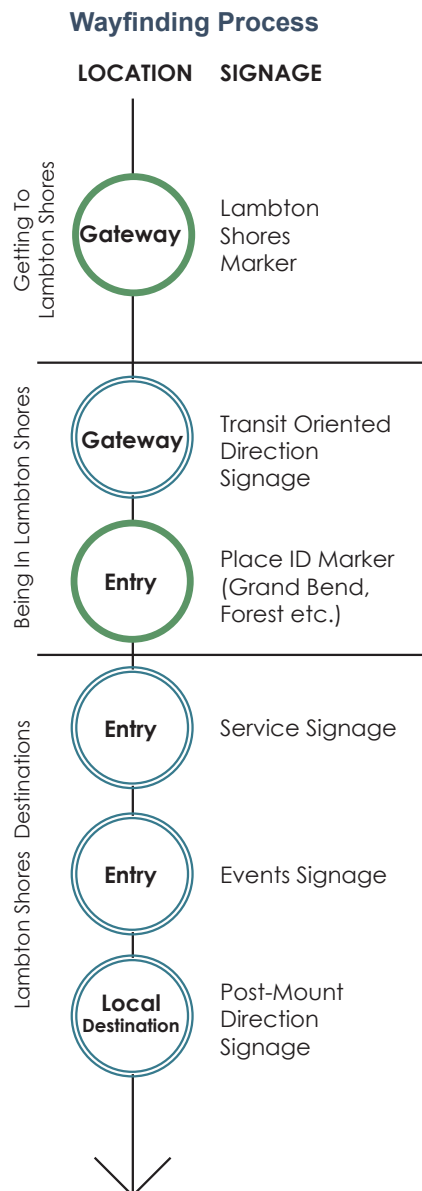 Wayfinding Process
LOCATION SIGNAGE
Getting To
Lambton Shores
Gateway
Lambton
Shores
Marker
Being In Lambton Shores
Gateway
Transit Oriented
Direction
Signage
Entry
Place ID Marker
(Grand Bend,
Forest etc.)
Lambton Shores Destinations
Entry
Service Signage
Entry
Events Signage
Local
Destination
Post-Mount
Direction
Signage